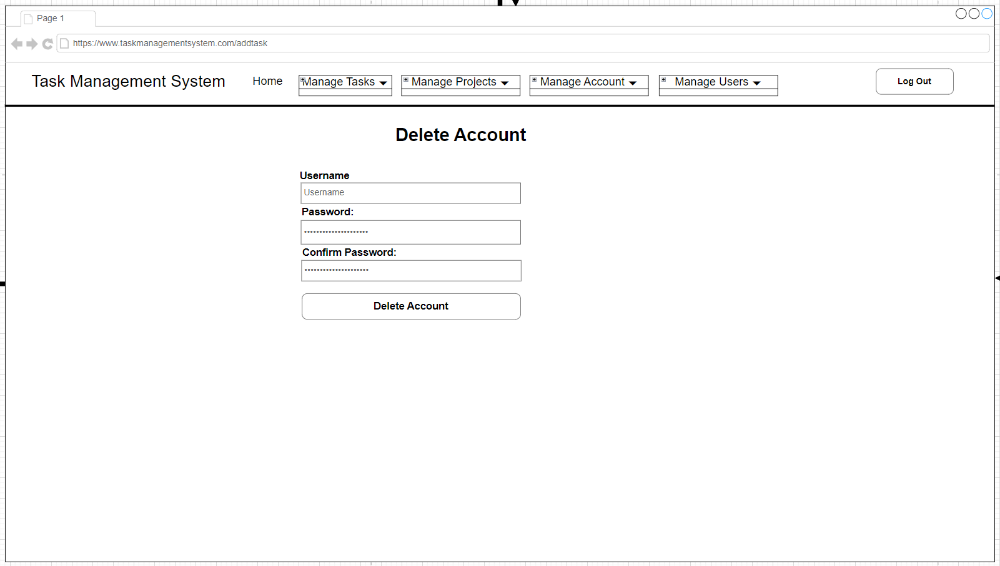 Page 1
https://www.taskmanagementsystem.com/addtask
Task Management System
Home
Manage Tasks
Manage Projects
Manage Account
Manage Users
Log Out
Delete Account
Username
Username
Password:
•••••••••••••••••••••
Confirm Password:
•••••••••••••••••••••
Delete Account